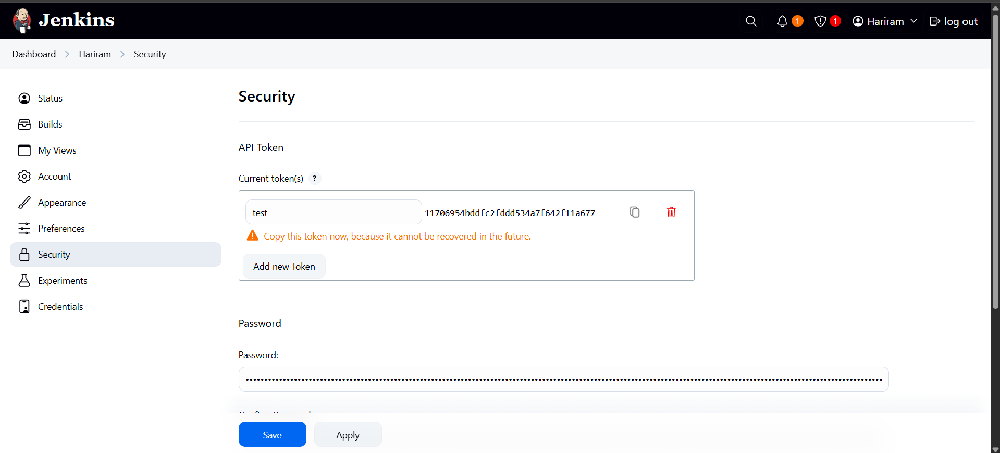 Jenkins
1
1
Hariram
log out
Dashboard
Hariram
Security
Status
Builds
My Views
Account
Appearance
Preferences
Security
Experiments
Credentials
Security
API Token
Current token(s) ?
test
11706954bddfc2fddd534a7f642f11a677
Copy this token now, because it cannot be recovered in the future.
Add new Token
Password
Password:
Save
Apply